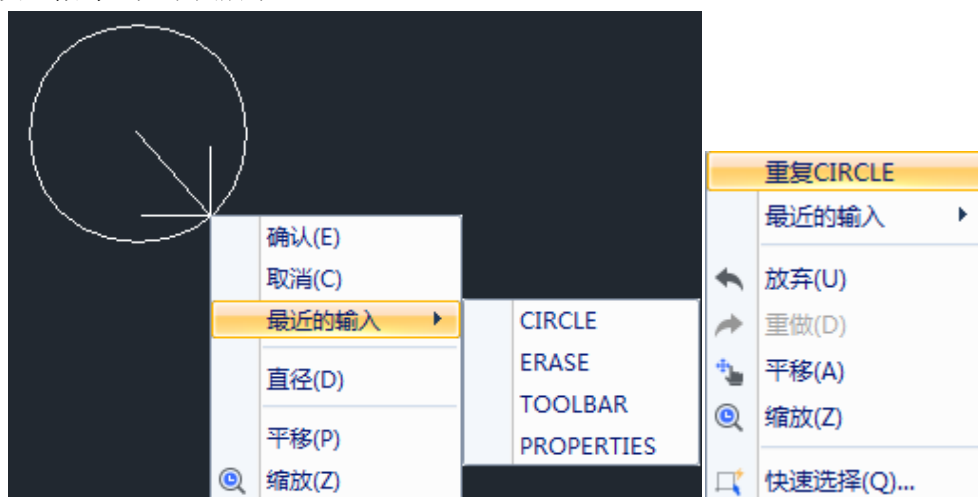 确认(E)
取消(C)
最近的输入
直径(D)
平移(P)
缩放(Z)
CIRCLE
ERASE
TOOLBAR
PROPERTIES
重复CIRCLE
最近的输入
放弃(U)
重做(D)
平移(A)
缩放(Z)
快速选择(Q)...